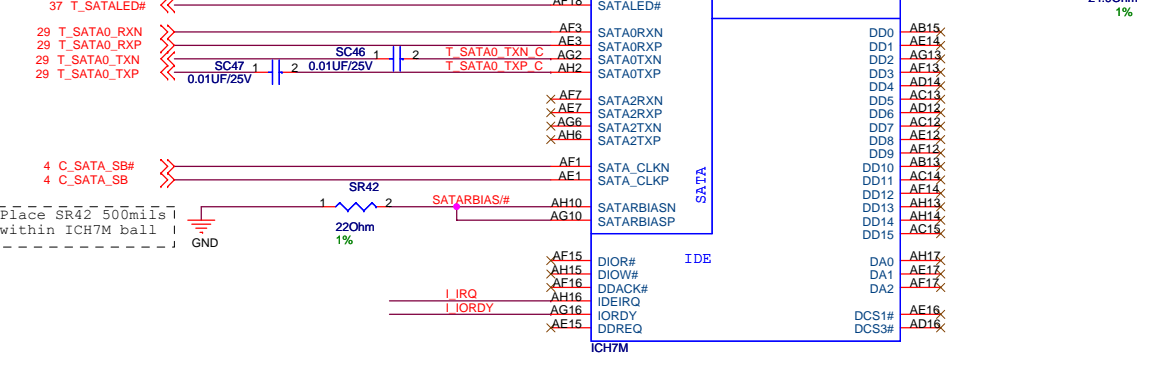 37 T_SATALED#
AF18
SATALED#
1%
29 T_SATA0_RXN
AF3
SATA0RXN
DD0
AB15
29 T_SATA0_RXP
AE3
SATA0RXP
DD1
AE14
29 T_SATA0_TXN
SC46
1
2
T_SATA0_TXN_C
AG2
SATA0TXN
DD2
AG13
29 T_SATA0_TXP
SC47
1
2
0.01UF/25V
T_SATA0_TXP_C
AH2
SATA0TXP
DD3
AF13
0.01UF/25V
DD4
AD14
AF7
SATA2RXN
DD5
AC13
AE7
SATA2RXP
DD6
AD12
AG6
SATA2TXN
DD7
AC12
AH6
SATA2TXP
DD8
AE12
DD9
AF12
4 C_SATA_SB#
AF1
SATA_CLKN
DD10
AB13
4 C_SATA_SB
AE1
SATA_CLKP
DD11
AC14
SATA
SR42
DD12
AF14
1
2
SATARBIAS/#
AH10
SATARBIASN
DD13
AH13
Place SR42 500mils
AG10
SATARBIASP
DD14
AH14
within ICH7M ball
22Ohm
DD15
AC15
GND
1%
AF15
DIOR#
IDE
DA0
AH17
AH15
DIOW#
DA1
AE17
AF16
DDACK#
DA2
AF17
I_IRQ
AH16
IDEIRQ
I_IORDY
AG16
IORDY
DCS1#
AE16
AE15
DDREQ
DCS3#
AD16
ICH7M